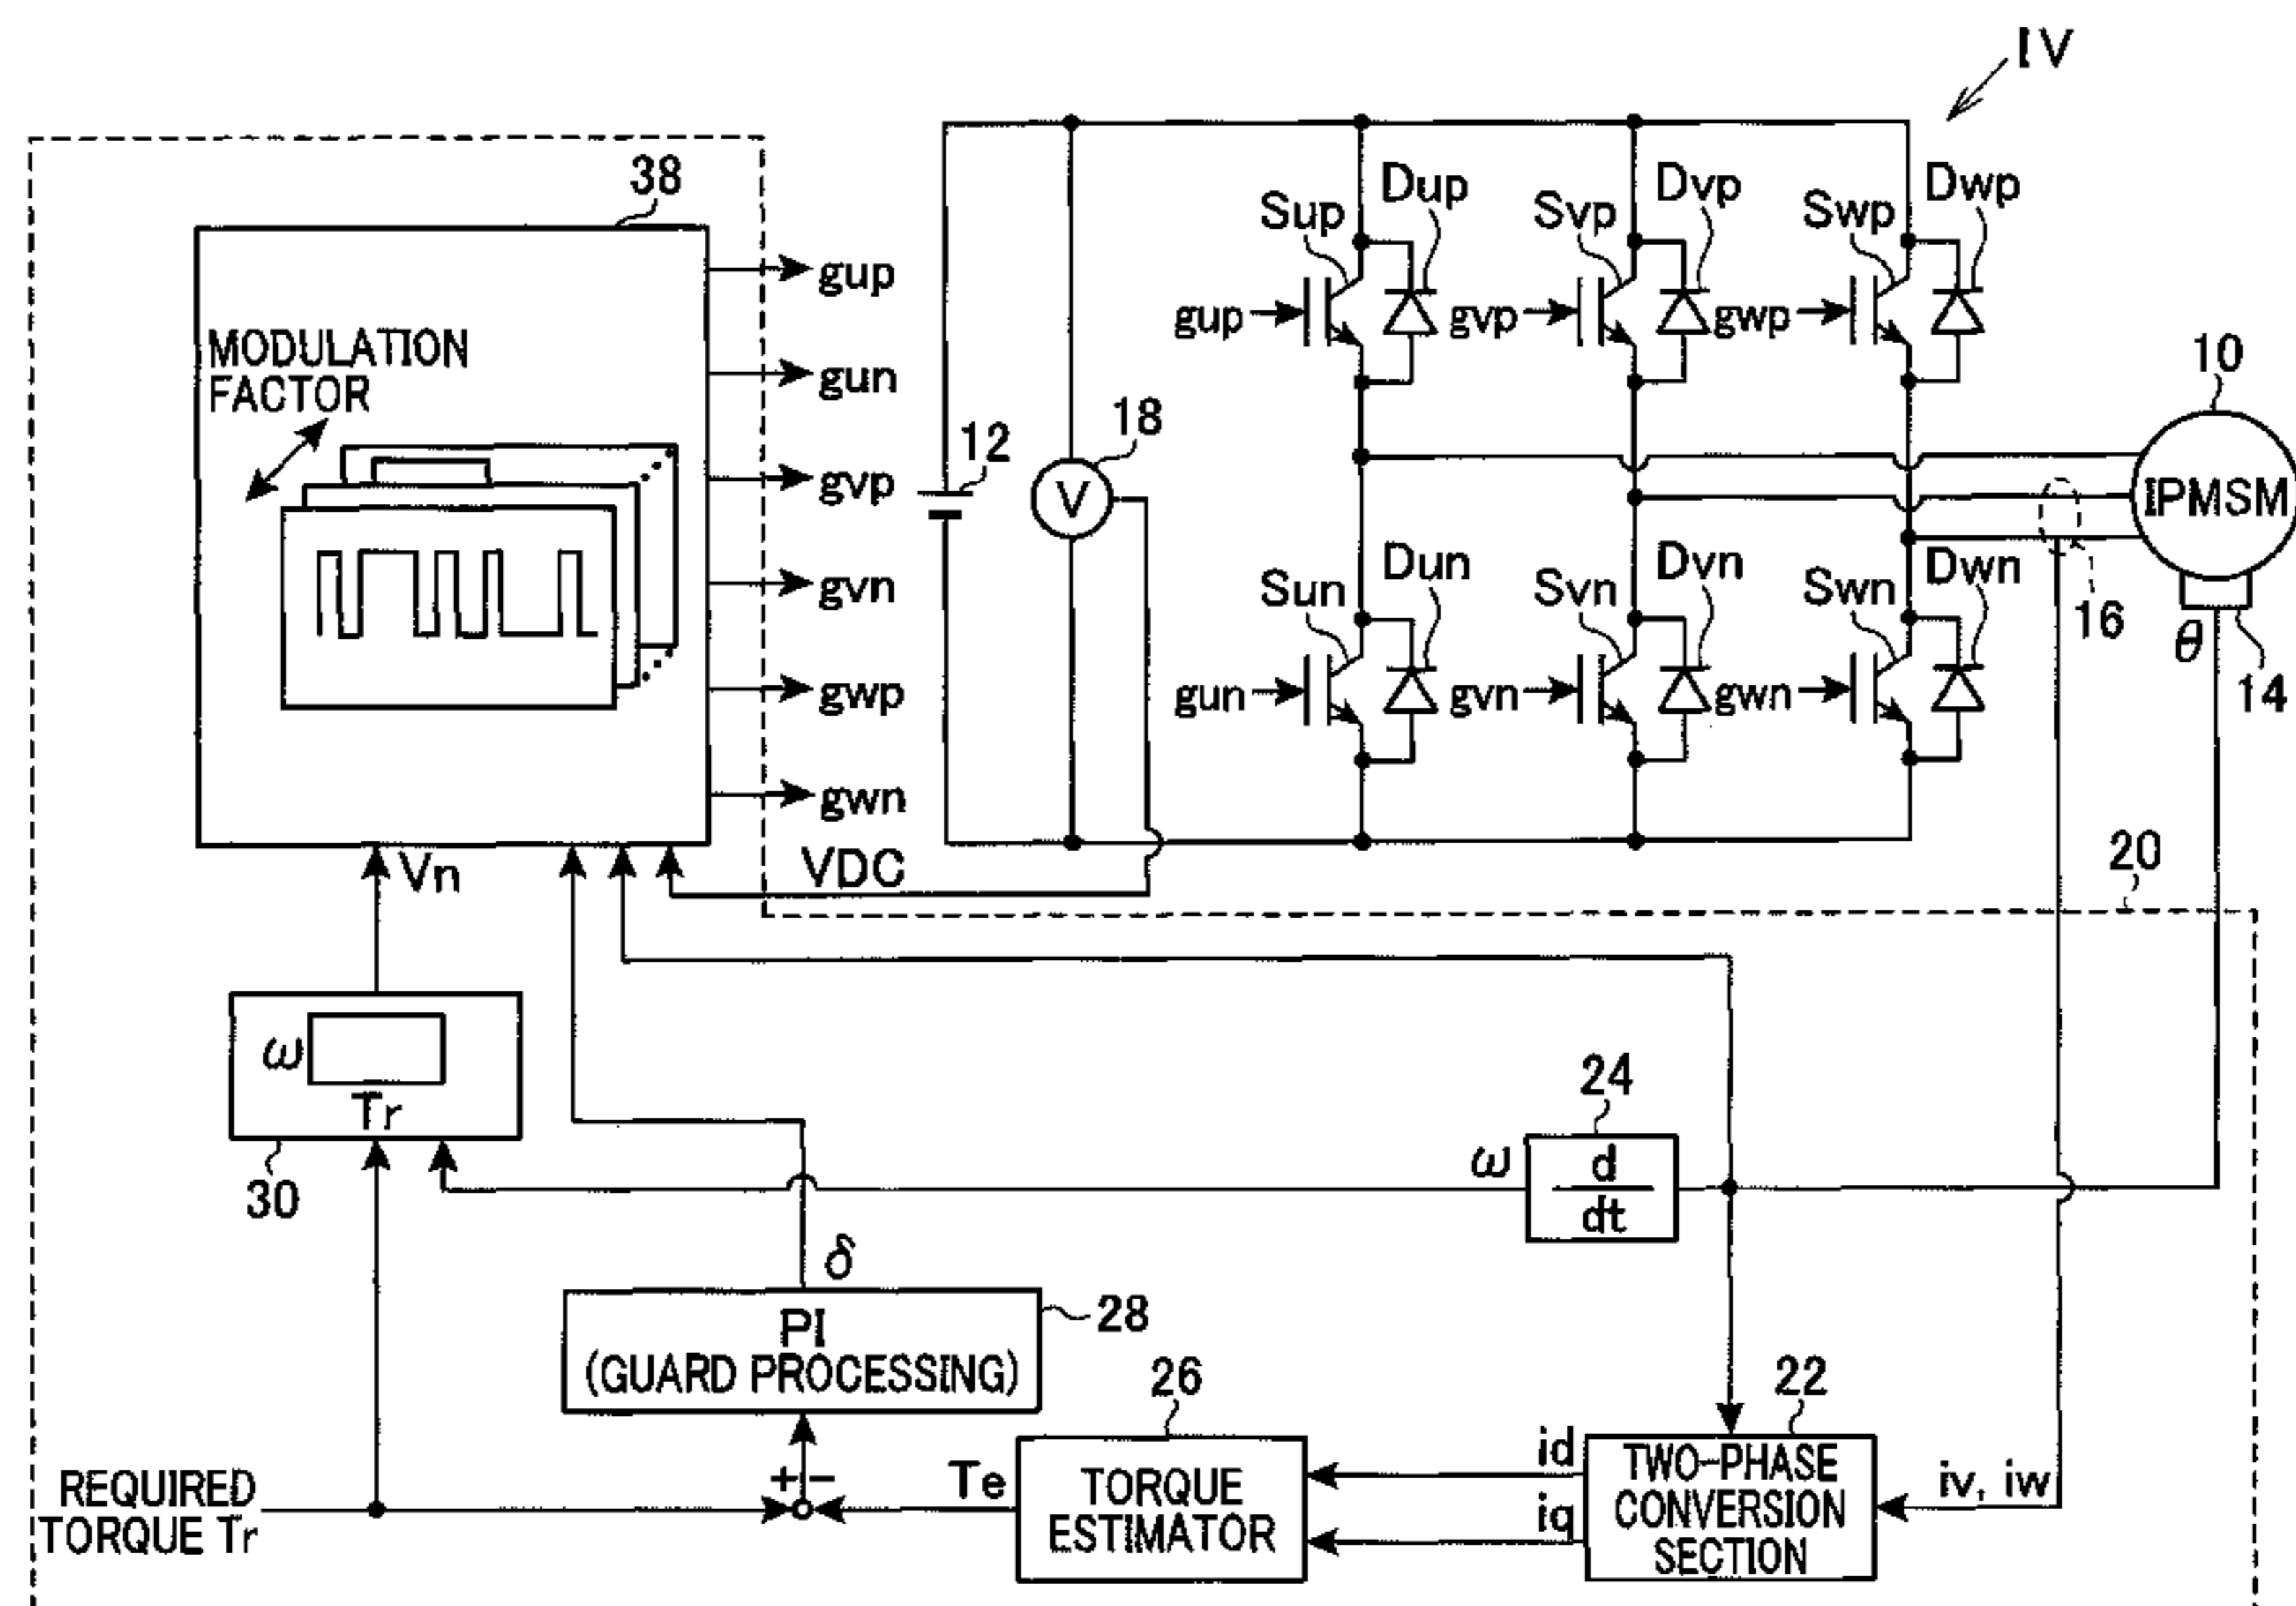 IV
38
Dup
Dvp
Dwp
Sup
Svp
Swp
gup
gup
gvp
gwp
MODULATION
FACTOR
gun
10
12
18
gvp
V
IPMSM
gvn
Dun
Dvn
Dwn
Sun
Svn
Swn
16
θ
14
gwp
gun
gvn
gwn
gwn
Vn
VDC
20
ω
Tr
30
24
ω
d
dt
δ
PI
(GUARD PROCESSING)
28
26
22
REQUIRED
TORQUE Tr
+ −
Te
TORQUE
ESTIMATOR
id
iq
TWO-PHASE
CONVERSION
SECTION
iv, iw